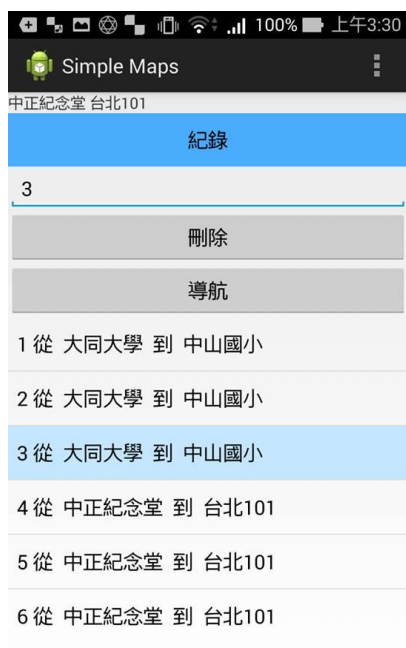 100% 上午3:30
Simple Maps
中正紀念堂 台北101
紀錄
3
刪除
導航
1 從 大同大學 到 中山國小
2 從 大同大學 到 中山國小
3 從 大同大學 到 中山國小
4 從 中正紀念堂 到 台北101
5 從 中正紀念堂 到 台北101
6 從 中正紀念堂 到 台北101